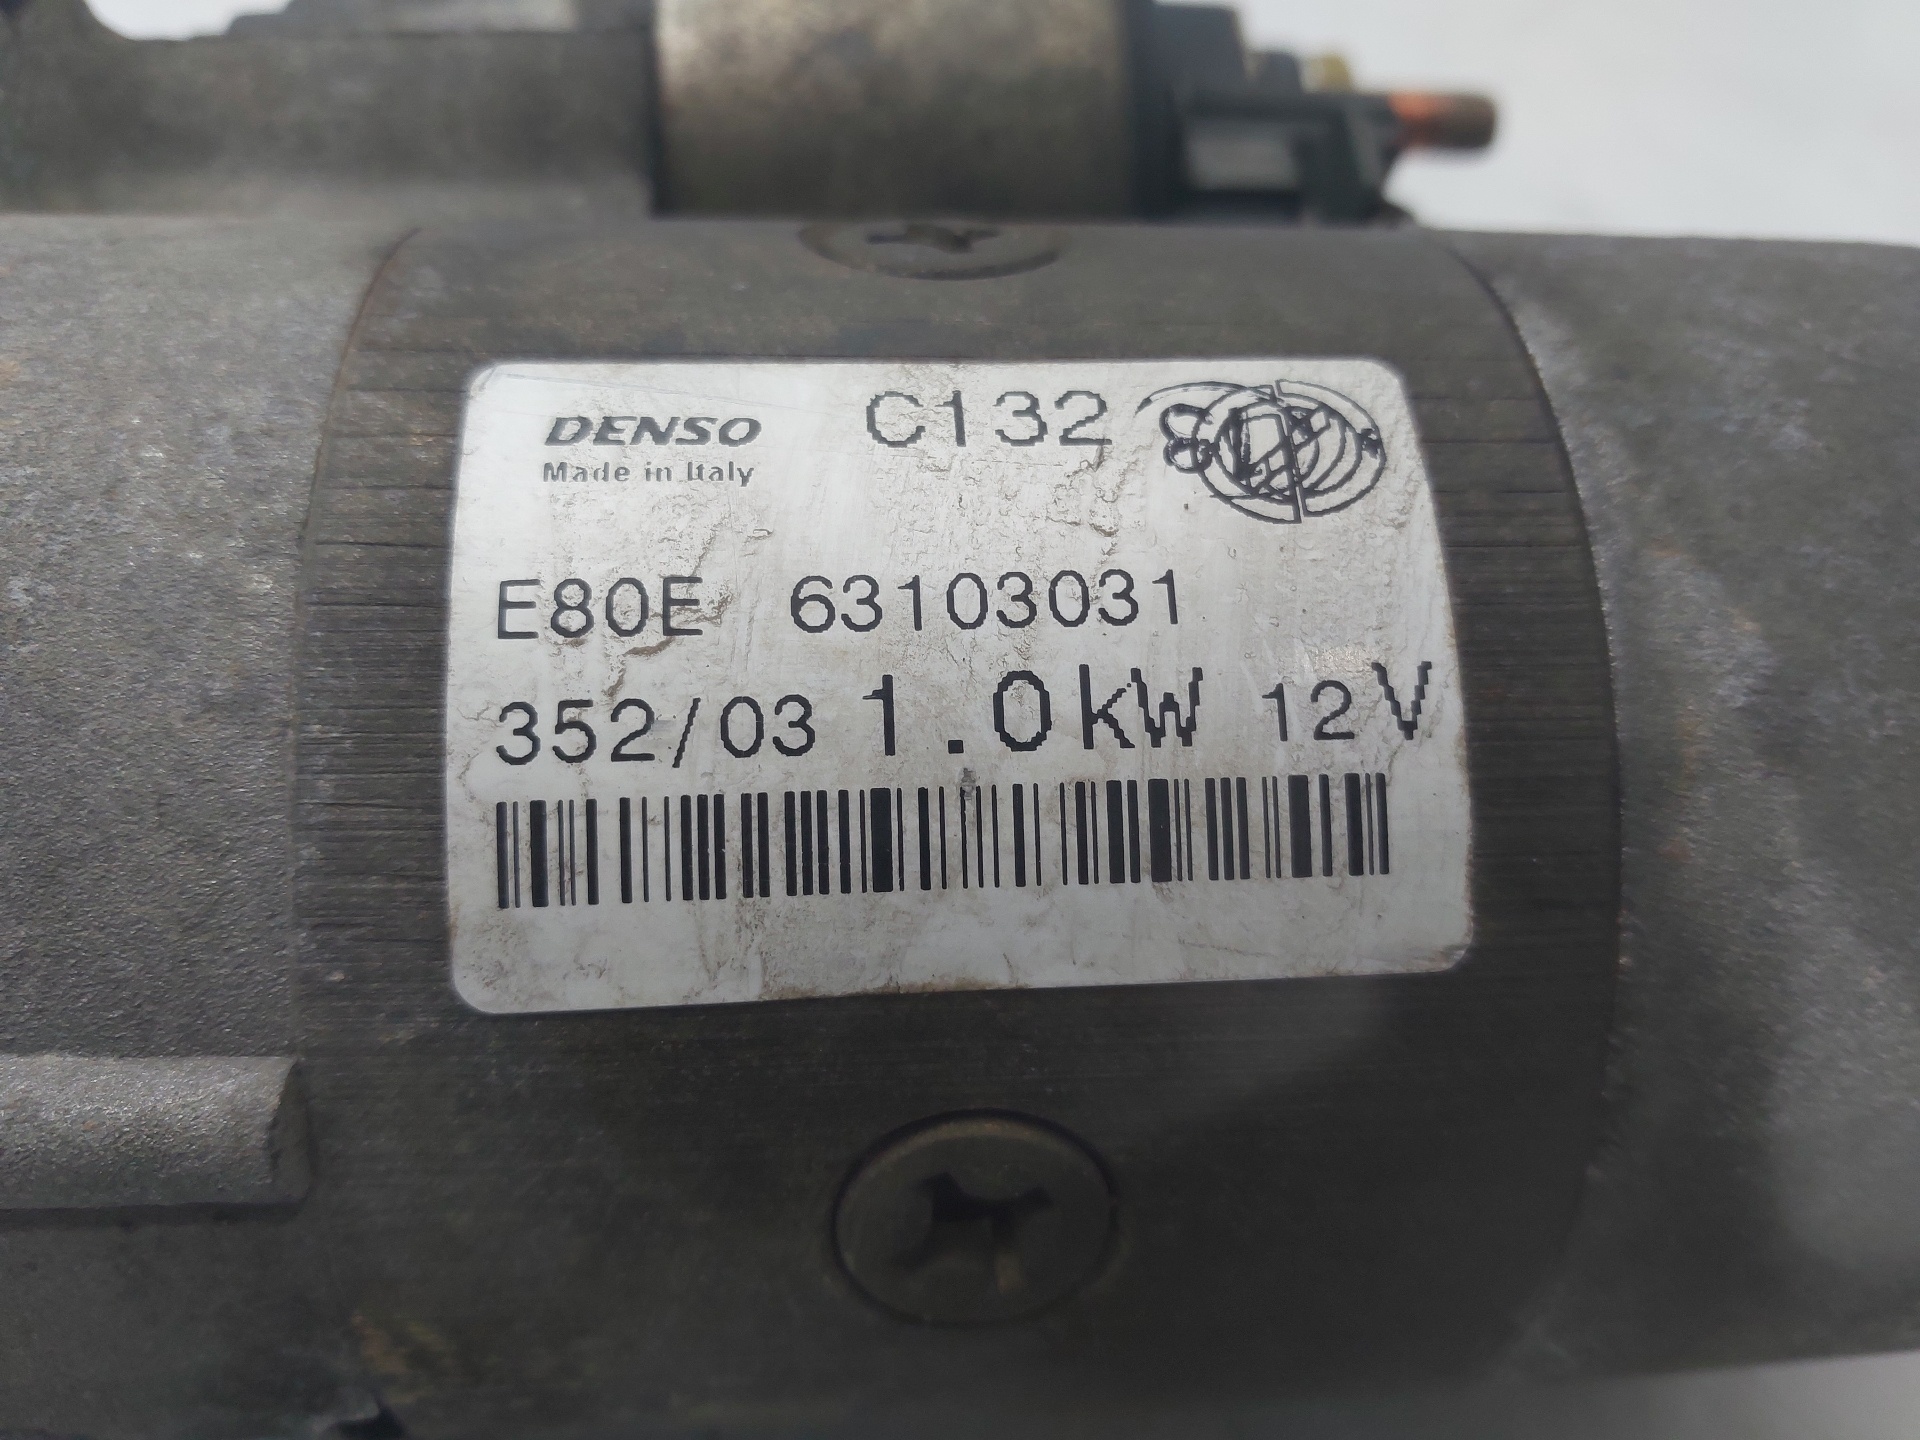 DENSO C132
Made in Italy
E80E 63103031
352/03 1.0kW 12V